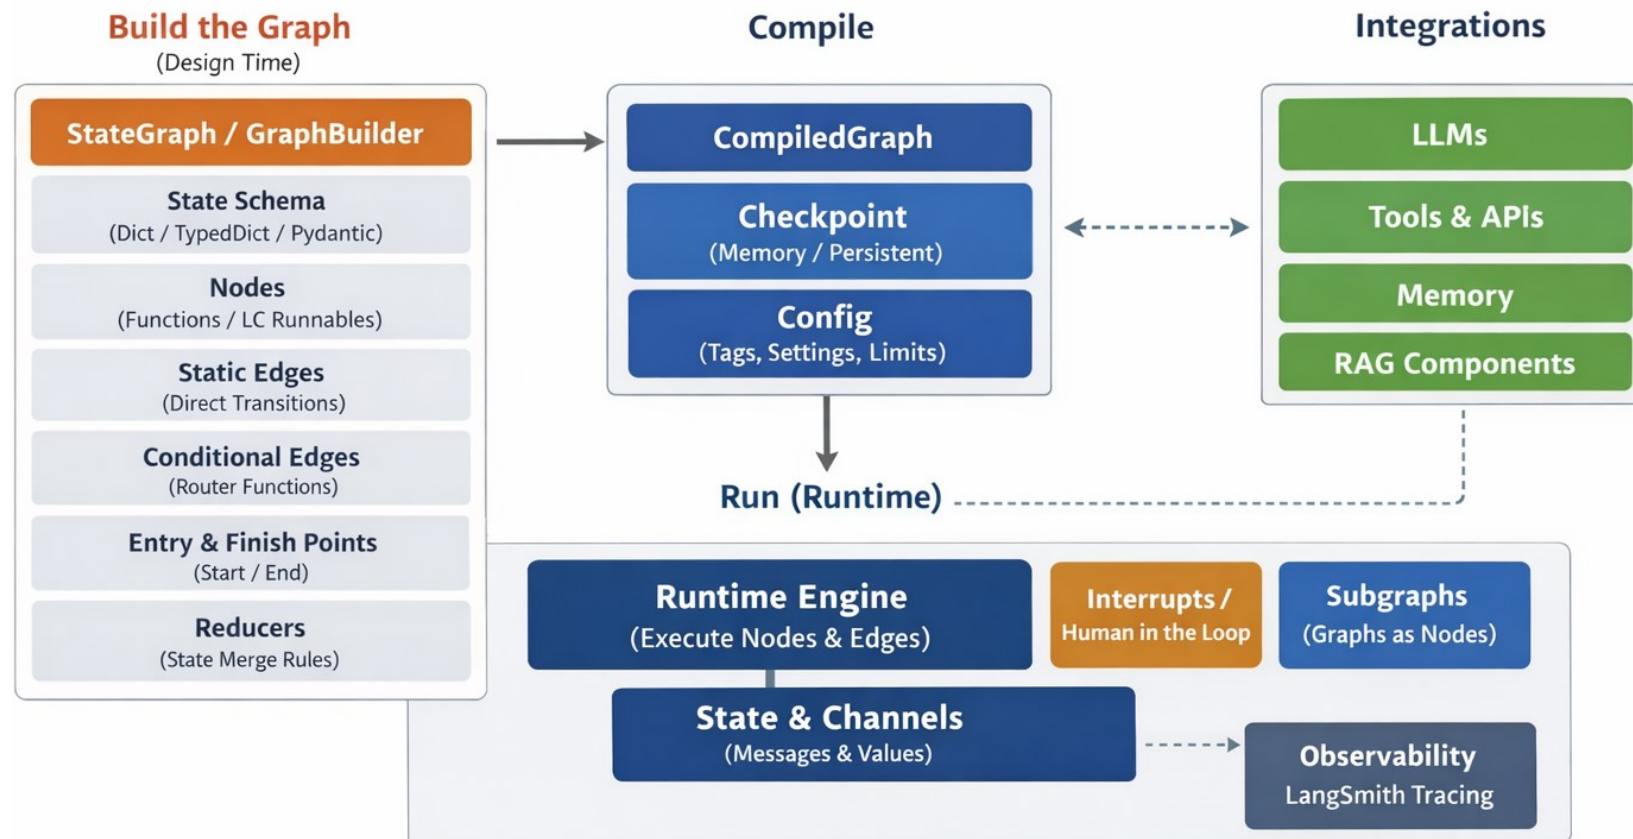 Build the Graph
(Design Time)
StateGraph / GraphBuilder
State Schema
(Dict / TypedDict / Pydantic)
Nodes
(Functions / LC Runnables)
Static Edges
(Direct Transitions)
Conditional Edges
(Router Functions)
Entry & Finish Points
(Start / End)
Reducers
(State Merge Rules)
Compile
CompiledGraph
Checkpoint
(Memory / Persistent)
Config
(Tags, Settings, Limits)
Integrations
LLMs
Tools & APIs
Memory
RAG Components
Run (Runtime)
Runtime Engine
(Execute Nodes & Edges)
Interrupts /
Human in the Loop
Subgraphs
(Graphs as Nodes)
State & Channels
(Messages & Values)
Observability
LangSmith Tracing